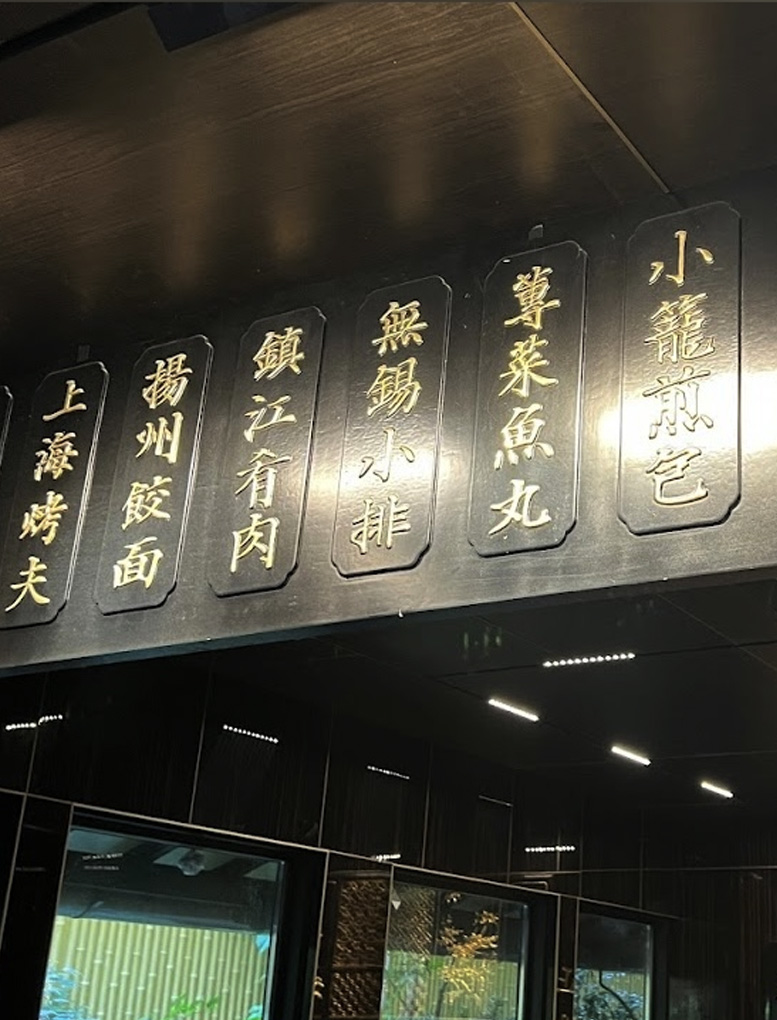 小籠煎包
蓴菜魚丸
無錫小排
鎮江肴肉
揚州餃面
上海烤夫